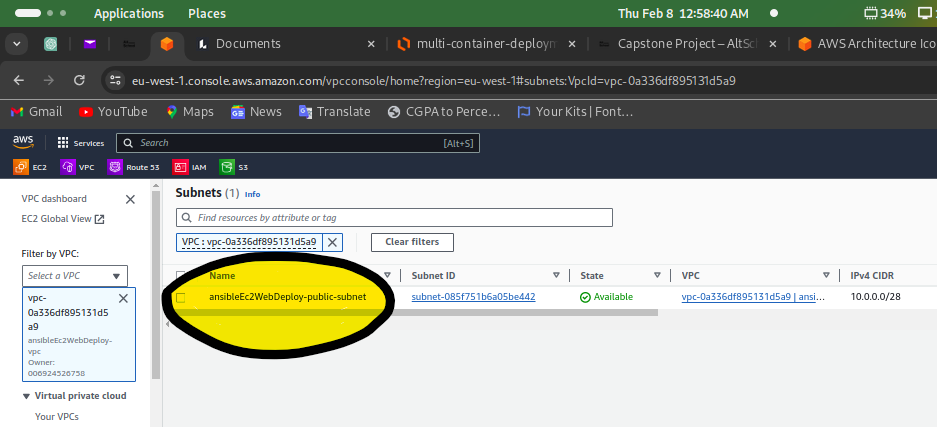 Applications Places Thu Feb 8 12:58:40 AM 34%
Documents multi-container-deploym Capstone Project – AltSc AWS Architecture Ico
eu-west-1.console.aws.amazon.com/vpcconsole/home?region=eu-west-1#subnets:VpcId=vpc-0a336df895131d5a9
Gmail YouTube Maps News Translate CGPA to Perce... Your Kits | Font...
aws Services Search [Alt+S]
EC2 VPC Route 53 IAM S3
VPC dashboard
EC2 Global View
Filter by VPC:
Select a VPC
vpc-
0a336df895131d5
a9
ansibleEc2WebDeploy-
vpc
Owner:
006924526758
Virtual private cloud
Your VPCs
Subnets (1) Info
Find resources by attribute or tag
VPC : vpc-0a336df895131d5a9 Clear filters
Name Subnet ID State VPC IPv4 CIDR
ansibleEc2WebDeploy-public-subnet subnet-085f751b6a05be442 Available vpc-0a336df895131d5a9 | ansi... 10.0.0.0/28